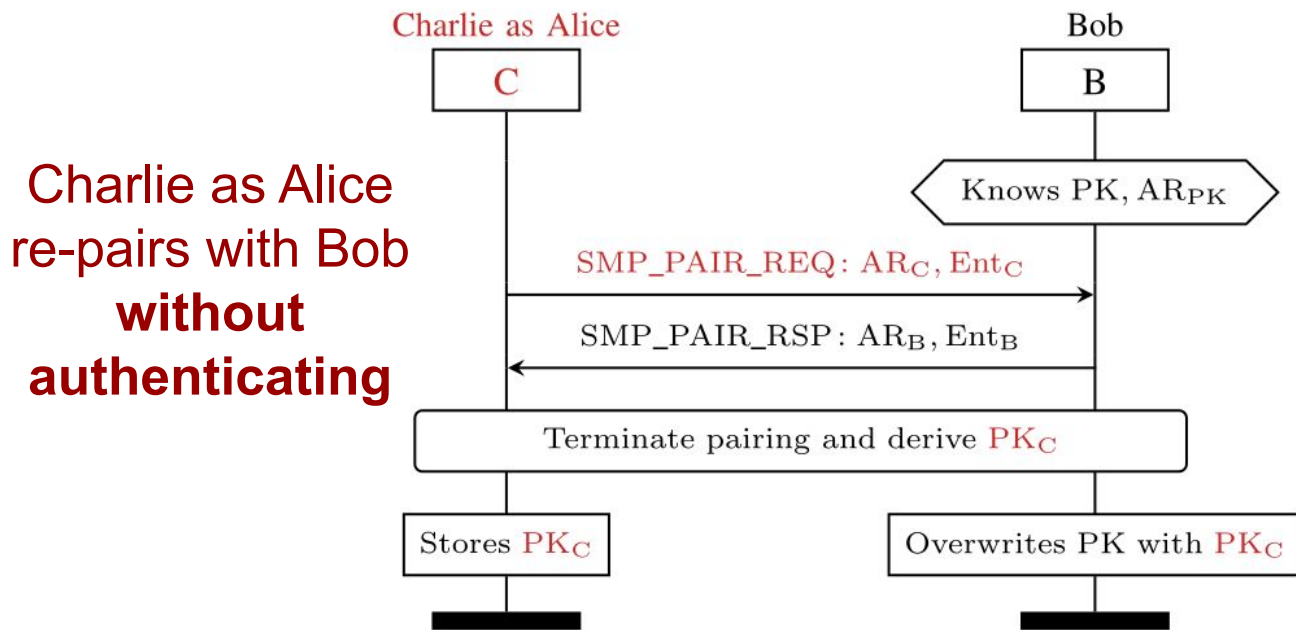 Charlie as Alice
Bob
C
B
Charlie as Alice
re-pairs with Bob
without
authenticating
Knows PK, AR_PK
SMP_PAIR_REQ: AR_C, Ent_C
SMP_PAIR_RSP: AR_B, Ent_B
Terminate pairing and derive PK_C
Stores PK_C
Overwrites PK with PK_C